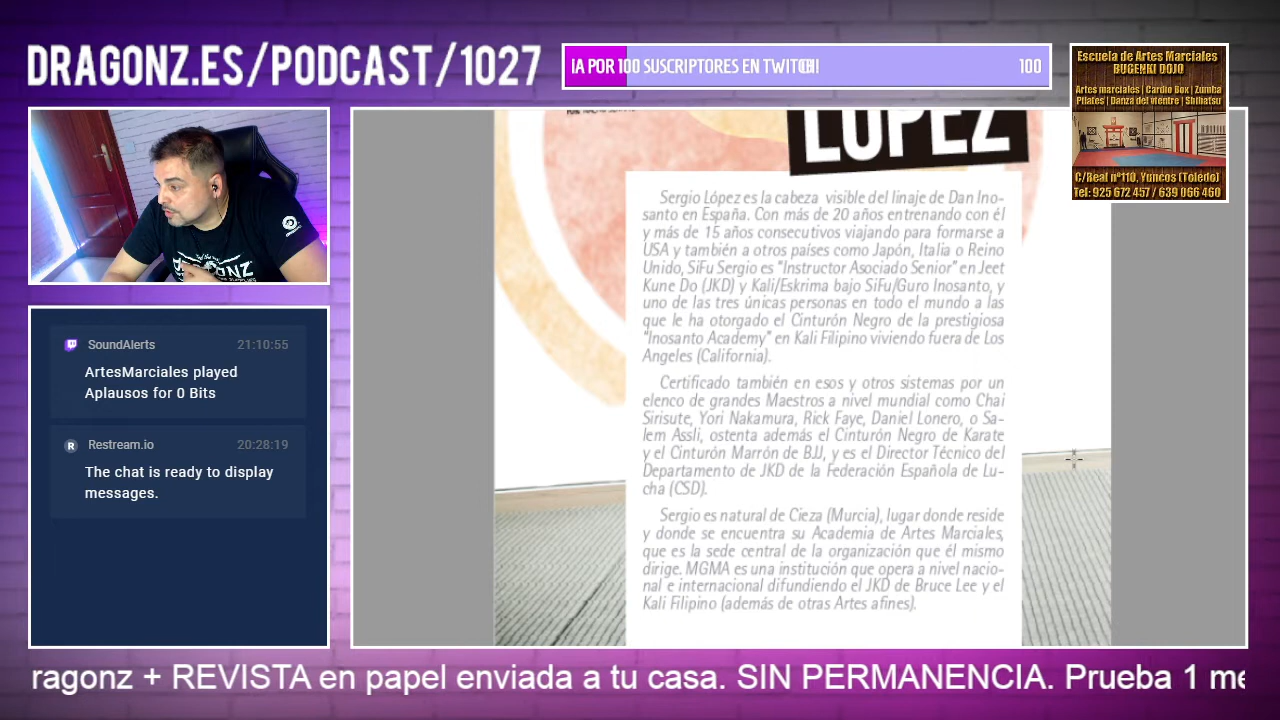 DRAGONZ.ES/PODCAST/1027
IA POR 100 SUSCRIPTORES EN TWITCH!
100
Escuela de Artes Marciales
BUGENKI DOJO
Artes marciales | Cardio Box | Zumba
Pilates | Danza del vientre | Shihatsu
C/Real nº110, Yuncos (Toledo)
Tel: 925 672 457 / 639 066 460
LÓPEZ
Sergio López es la cabeza visible del linaje de Dan Ino-
santo en España. Con más de 20 años entrenando con él
y más de 15 años consecutivos viajando para formarse a
USA y también a otros países como Japón, Italia o Reino
Unido, SiFu Sergio es "Instructor Asociado Senior" en Jeet
Kune Do (JKD) y Kali/Eskrima bajo SiFu/Guro Inosanto, y
uno de las tres únicas personas en todo el mundo a las
que le ha otorgado el Cinturón Negro de la prestigiosa
"Inosanto Academy" en Kali Filipino viviendo fuera de Los
Angeles (California).
Certificado también en esos y otros sistemas por un
elenco de grandes Maestros a nivel mundial como Chai
Sirisute, Yori Nakamura, Rick Faye, Daniel Lonero, o Sa-
lem Assli, ostenta además el Cinturón Negro de Karate
y el Cinturón Marrón de BJJ, y es el Director Técnico del
Departamento de JKD de la Federación Española de Lu-
cha (CSD).
Sergio es natural de Cieza (Murcia), lugar donde reside
y donde se encuentra su Academia de Artes Marciales,
que es la sede central de la organización que él mismo
dirige. MGMA es una institución que opera a nivel nacio-
nal e internacional difundiendo el JKD de Bruce Lee y el
Kali Filipino (además de otras Artes afines).
SoundAlerts 21:10:55
ArtesMarciales played
Aplausos for 0 Bits
Restream.io 20:28:19
The chat is ready to display
messages.
ragonz + REVISTA en papel enviada a tu casa. SIN PERMANENCIA. Prueba 1 me